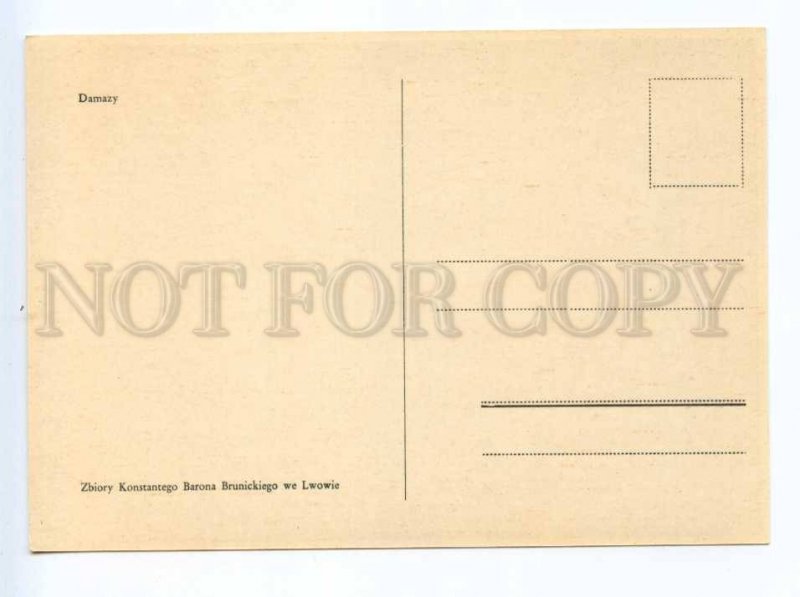 Damazy
NOT FOR COPY
Zbiory Konstantego Barona Brunickiego we Lwowie